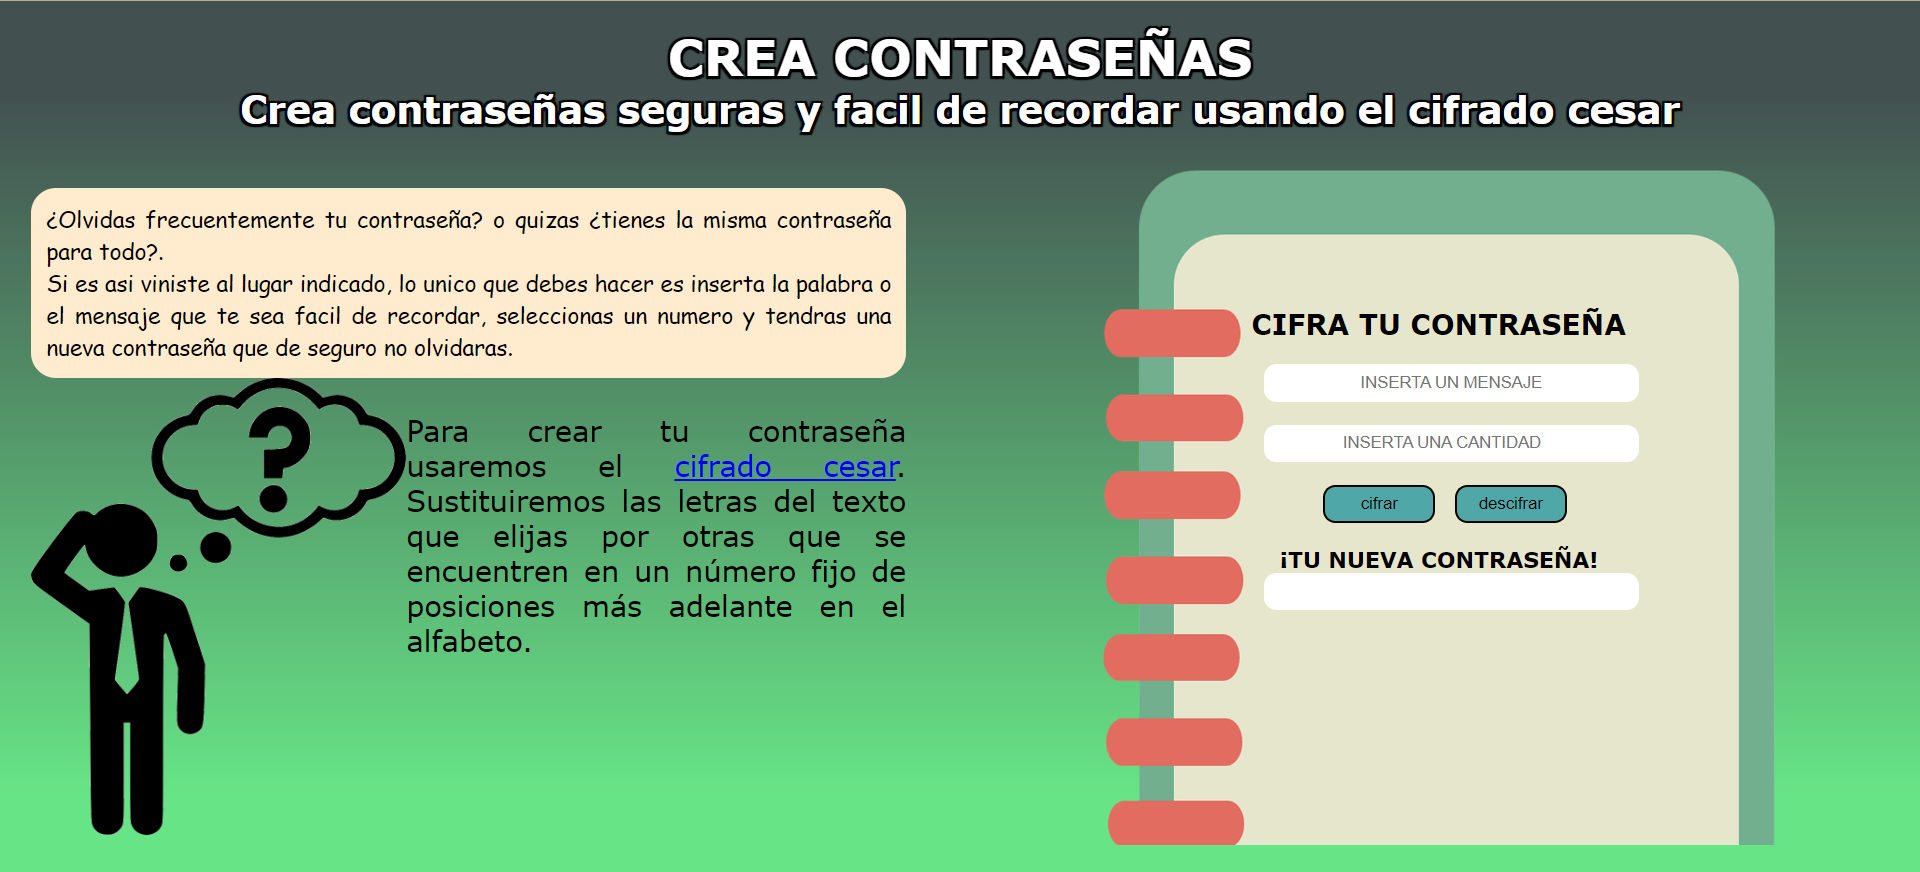 CREA CONTRASEÑAS
Crea contraseñas seguras y facil de recordar usando el cifrado cesar
¿Olvidas frecuentemente tu contraseña? o quizas ¿tienes la misma contraseña
para todo?.
Si es asi viniste al lugar indicado, lo unico que debes hacer es inserta la palabra o
el mensaje que te sea facil de recordar, seleccionas un numero y tendras una
nueva contraseña que de seguro no olvidaras.
?
Para crear tu contraseña
usaremos el cifrado cesar.
Sustituiremos las letras del texto
que elijas por otras que se
encuentren en un número fijo de
posiciones más adelante en el
alfabeto.
CIFRA TU CONTRASEÑA
INSERTA UN MENSAJE
INSERTA UNA CANTIDAD
cifrar descifrar
¡TU NUEVA CONTRASEÑA!